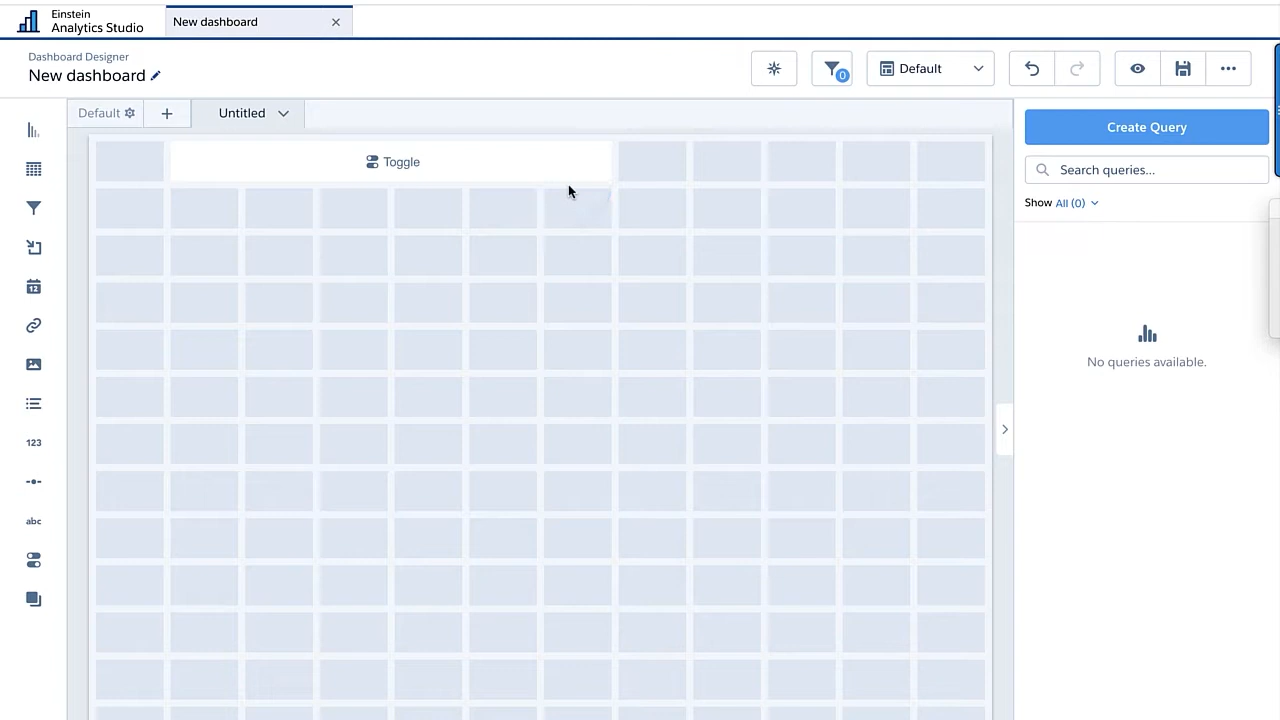 Einstein
Analytics Studio
New dashboard
Dashboard Designer
New dashboard
0
Default
Default
Untitled
Create Query
Toggle
Search queries...
Show All (0)
12
No queries available.
123
abc